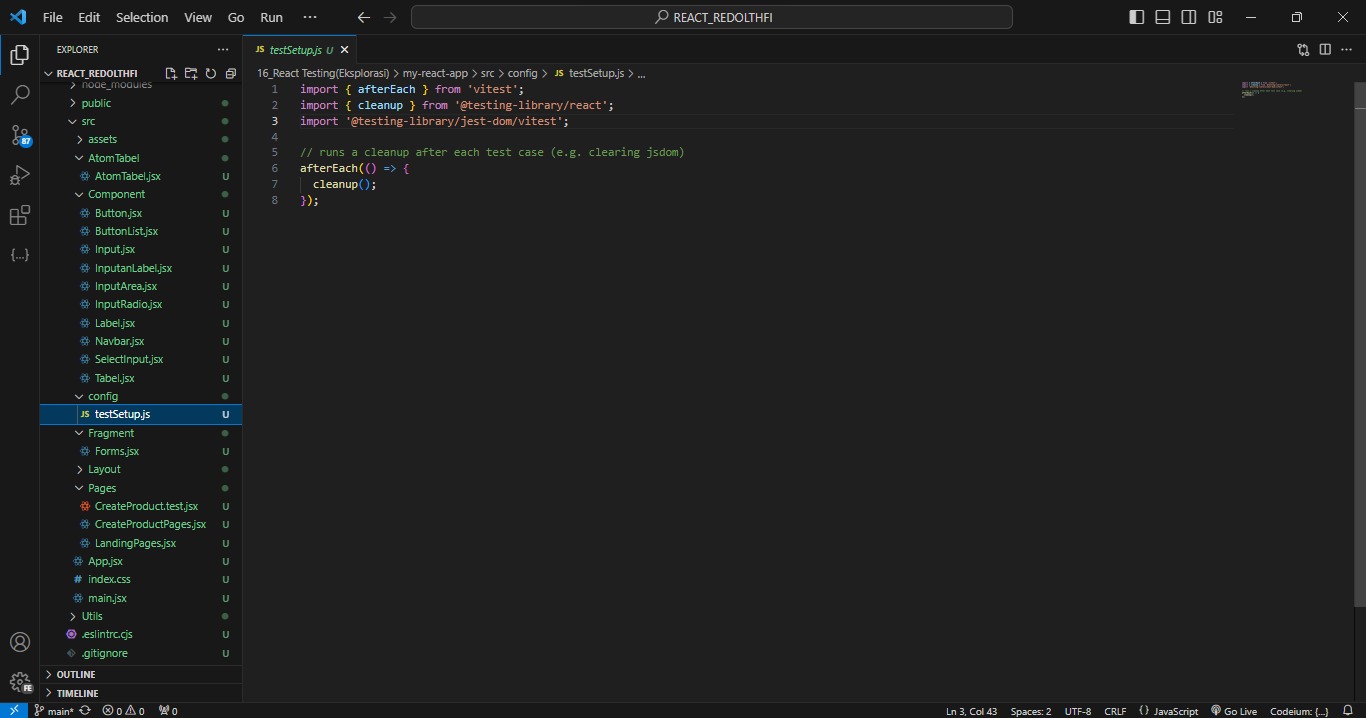 File Edit Selection View Go Run ···
REACT_REDOLTHFI
EXPLORER ···
REACT_REDOLTHFI
node_modules
public
src
assets
AtomTabel
AtomTabel.jsx U
Component
Button.jsx U
ButtonList.jsx U
Input.jsx U
InputanLabel.jsx U
InputArea.jsx U
InputRadio.jsx U
Label.jsx U
Navbar.jsx U
SelectInput.jsx U
Tabel.jsx U
config
JS testSetup.js U
Fragment
Forms.jsx U
Layout
Pages
CreateProduct.test.jsx U
CreateProductPages.jsx U
LandingPages.jsx U
App.jsx U
# index.css U
main.jsx U
Utils
.eslintrc.cjs U
.gitignore U
OUTLINE
TIMELINE
87
FE
JS testSetup.js U
16_React Testing(Eksplorasi) > my-react-app > src > config > JS testSetup.js > ...
1 import { afterEach } from 'vitest';
2 import { cleanup } from '@testing-library/react';
3 import '@testing-library/jest-dom/vitest';
4
5 // runs a cleanup after each test case (e.g. clearing jsdom)
6 afterEach(() => {
7 cleanup();
8 });
main* 0 0 0
Ln 3, Col 43 Spaces: 2 UTF-8 CRLF {} JavaScript Go Live Codeium: {...}